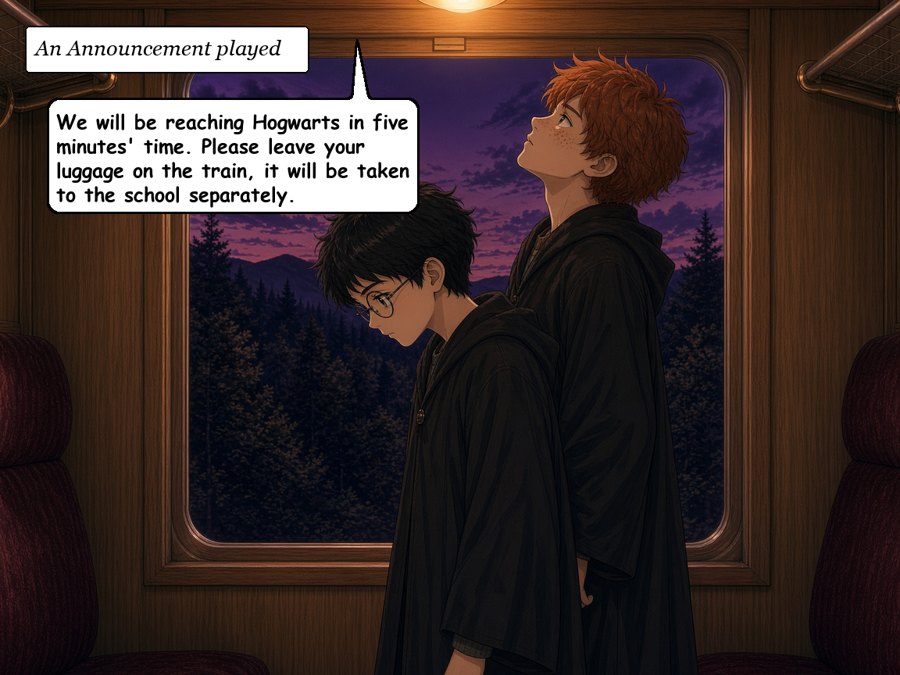 An Announcement played
We will be reaching Hogwarts in five
minutes' time. Please leave your
luggage on the train, it will be taken
to the school separately.